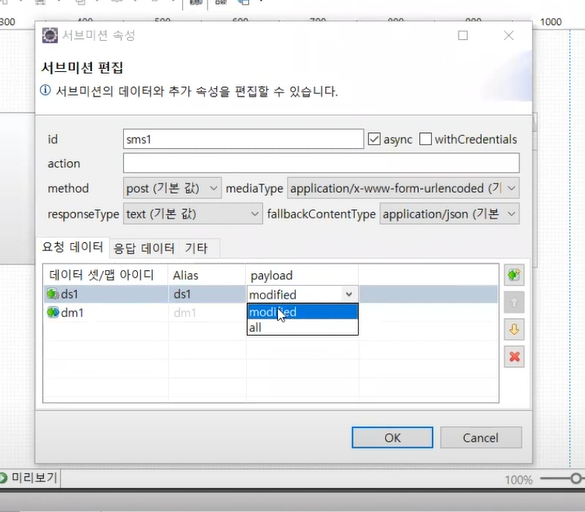 300 400 500 600 700 800 900 1000
서브미션 속성
서브미션 편집
서브미션의 데이터와 추가 속성을 편집할 수 있습니다.
id sms1 async withCredentials
action
method post (기본 값) mediaType application/x-www-form-urlencoded (기
responseType text (기본 값) fallbackContentType application/json (기본
요청 데이터 응답 데이터 기타
데이터 셋/맵 아이디 Alias payload
ds1 ds1 modified
dm1 dm1 modified
all
OK Cancel
미리보기 100%